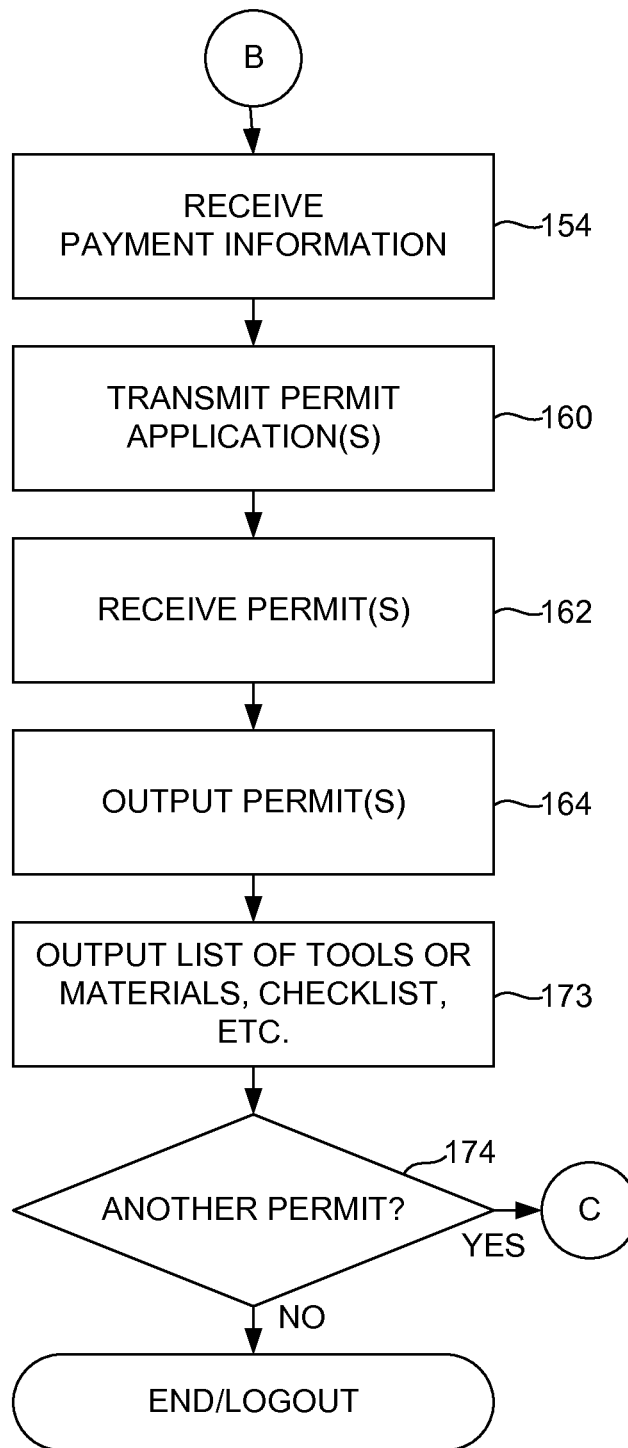 B
RECEIVE
PAYMENT INFORMATION
154
TRANSMIT PERMIT
APPLICATION(S)
160
RECEIVE PERMIT(S)
162
OUTPUT PERMIT(S)
164
OUTPUT LIST OF TOOLS OR
MATERIALS, CHECKLIST,
ETC.
173
174
ANOTHER PERMIT?
C
YES
NO
END/LOGOUT